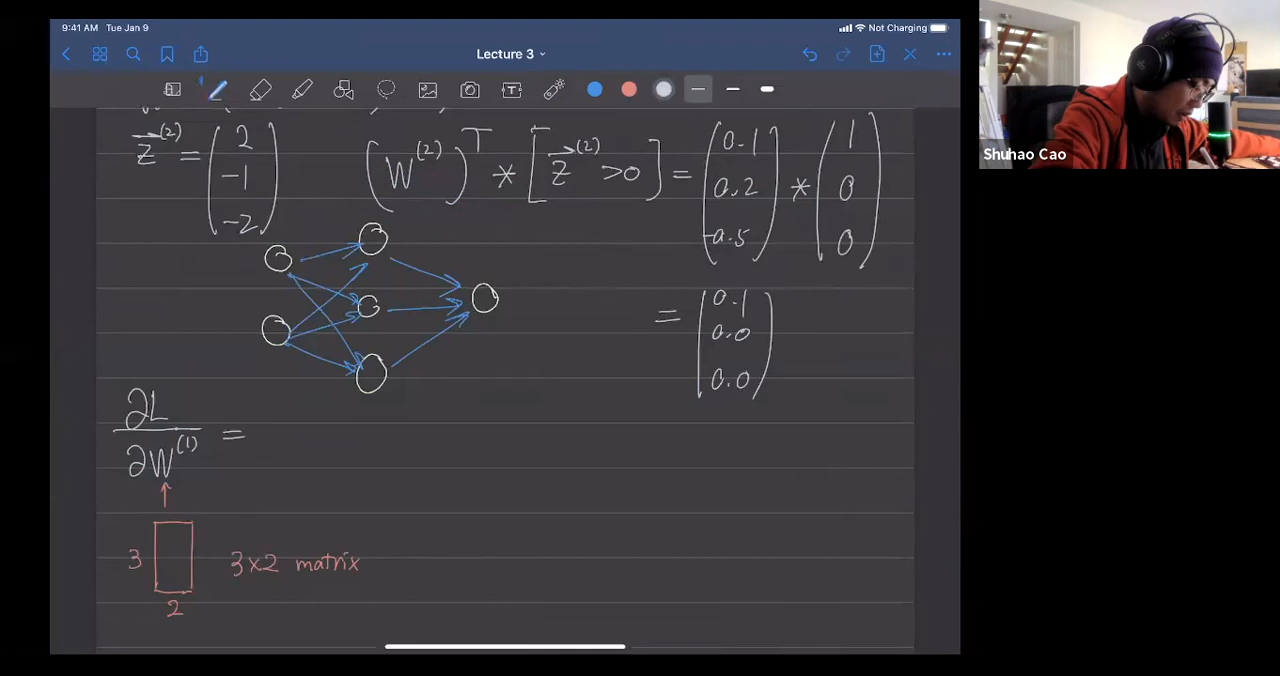 9:41 AM Tue Jan 9
Not Charging
Lecture 3
T
z⃗^(2) = (2 -1 -2)
(W^(2))^T * [z⃗^(2) >0] = (0.1 0.2 -0.5) * (1 0 0)
= (0.1 0.0 0.0)
∂L
∂W^(1) =
3
3×2 matrix
2
Shuhao Cao